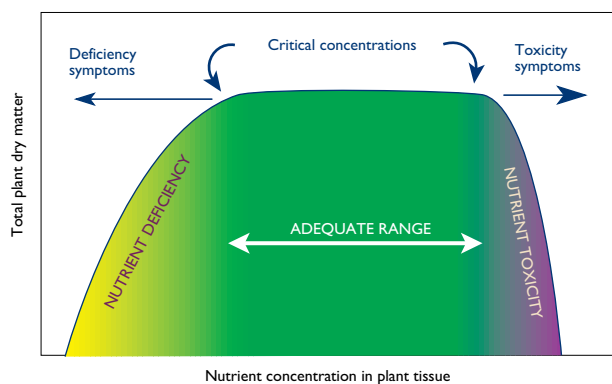 Critical concentrations
Deficiency
symptoms
Toxicity
symptoms
Total plant dry matter
NUTRIENT DEFICIENCY
ADEQUATE RANGE
NUTRIENT TOXICITY
Nutrient concentration in plant tissue